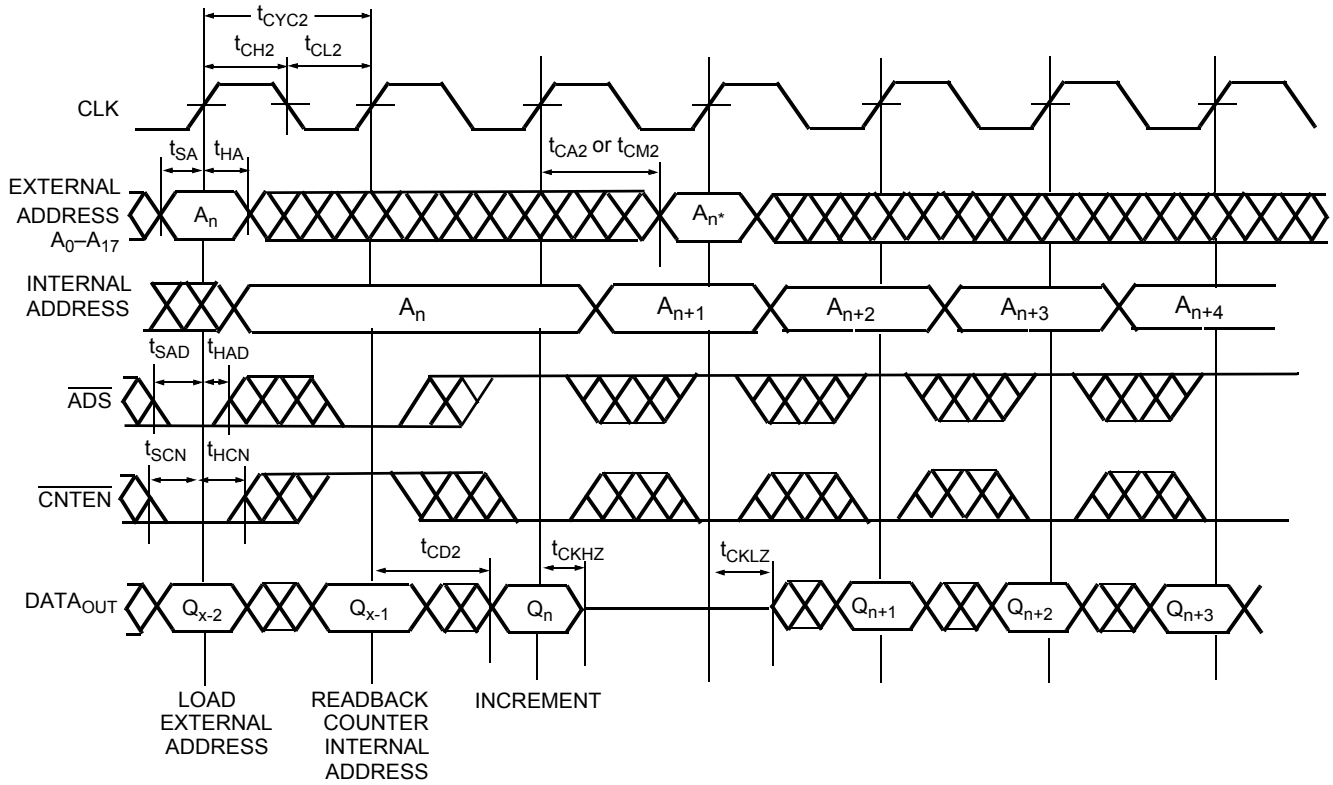 tCYC2
tCH2 tCL2
CLK
tSA tHA tCA2 or tCM2
EXTERNAL
ADDRESS
A0–A17
An An*
INTERNAL
ADDRESS
An An+1 An+2 An+3 An+4
tSAD tHAD
ADS
tSCN tHCN
CNTEN
tCD2 tCKHZ tCKLZ
DATAOUT
Qx-2 Qx-1 Qn Qn+1 Qn+2 Qn+3
LOAD
EXTERNAL
ADDRESS
READBACK
COUNTER
INTERNAL
ADDRESS
INCREMENT